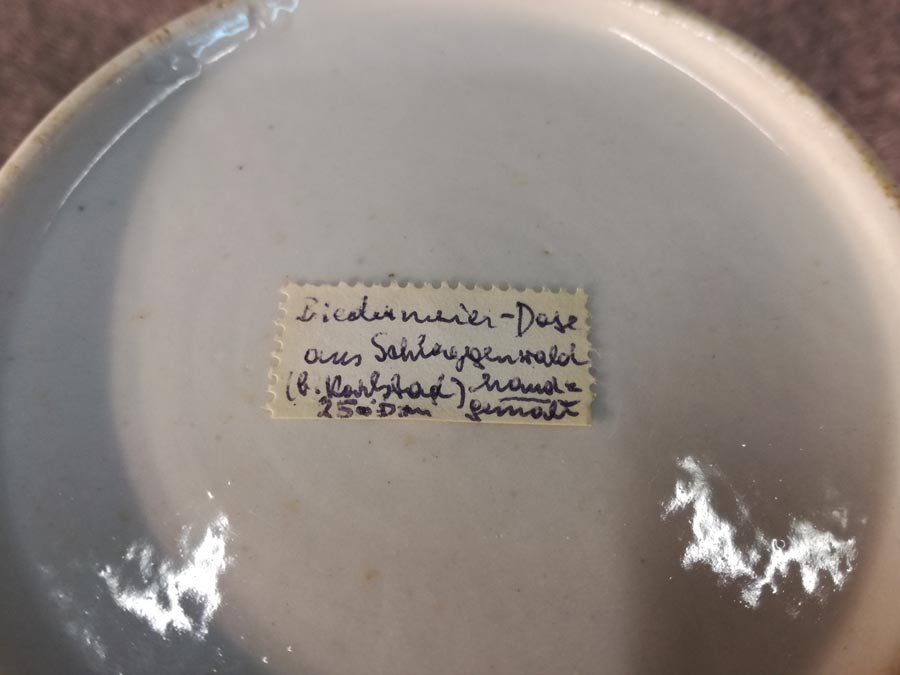 Biedermeier-Dose
aus Schlaggenwald
(b. Karlsbad) hand=
250 Dm gemalt